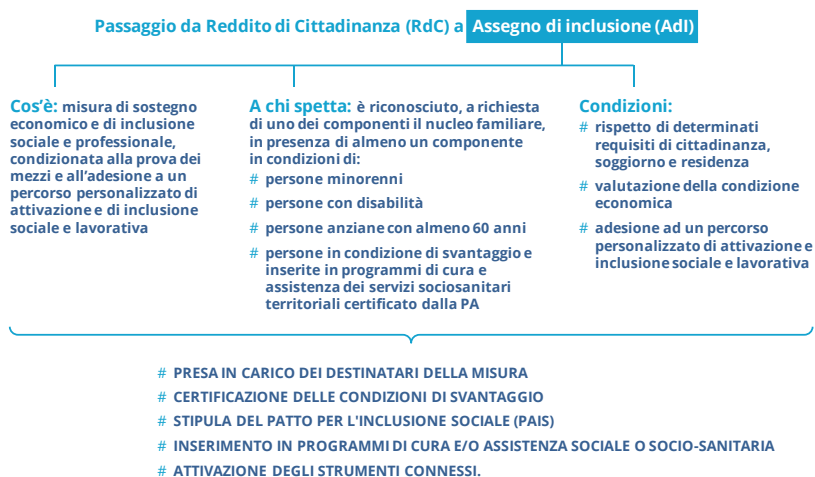 Passaggio da Reddito di Cittadinanza (RdC) a Assegno di inclusione (AdI)
Cos'è: misura di sostegno
economico e di inclusione
sociale e professionale,
condizionata alla prova dei
mezzi e all'adesione a un
percorso personalizzato di
attivazione e di inclusione
sociale e lavorativa
A chi spetta: è riconosciuto, a richiesta
di uno dei componenti il nucleo familiare,
in presenza di almeno un componente
in condizioni di:
# persone minorenni
# persone con disabilità
# persone anziane con almeno 60 anni
# persone in condizione di svantaggio e
inserite in programmi di cura e
assistenza dei servizi sociosanitari
territoriali certificato dalla PA
Condizioni:
# rispetto di determinati
requisiti di cittadinanza,
soggiorno e residenza
# valutazione della condizione
economica
# adesione ad un percorso
personalizzato di attivazione e
inclusione sociale e lavorativa
# PRESA IN CARICO DEI DESTINATARI DELLA MISURA
# CERTIFICAZIONE DELLE CONDIZIONI DI SVANTAGGIO
# STIPULA DEL PATTO PER L'INCLUSIONE SOCIALE (PAIS)
# INSERIMENTO IN PROGRAMMI DI CURA E/O ASSISTENZA SOCIALE O SOCIO-SANITARIA
# ATTIVAZIONE DEGLI STRUMENTI CONNESSI.